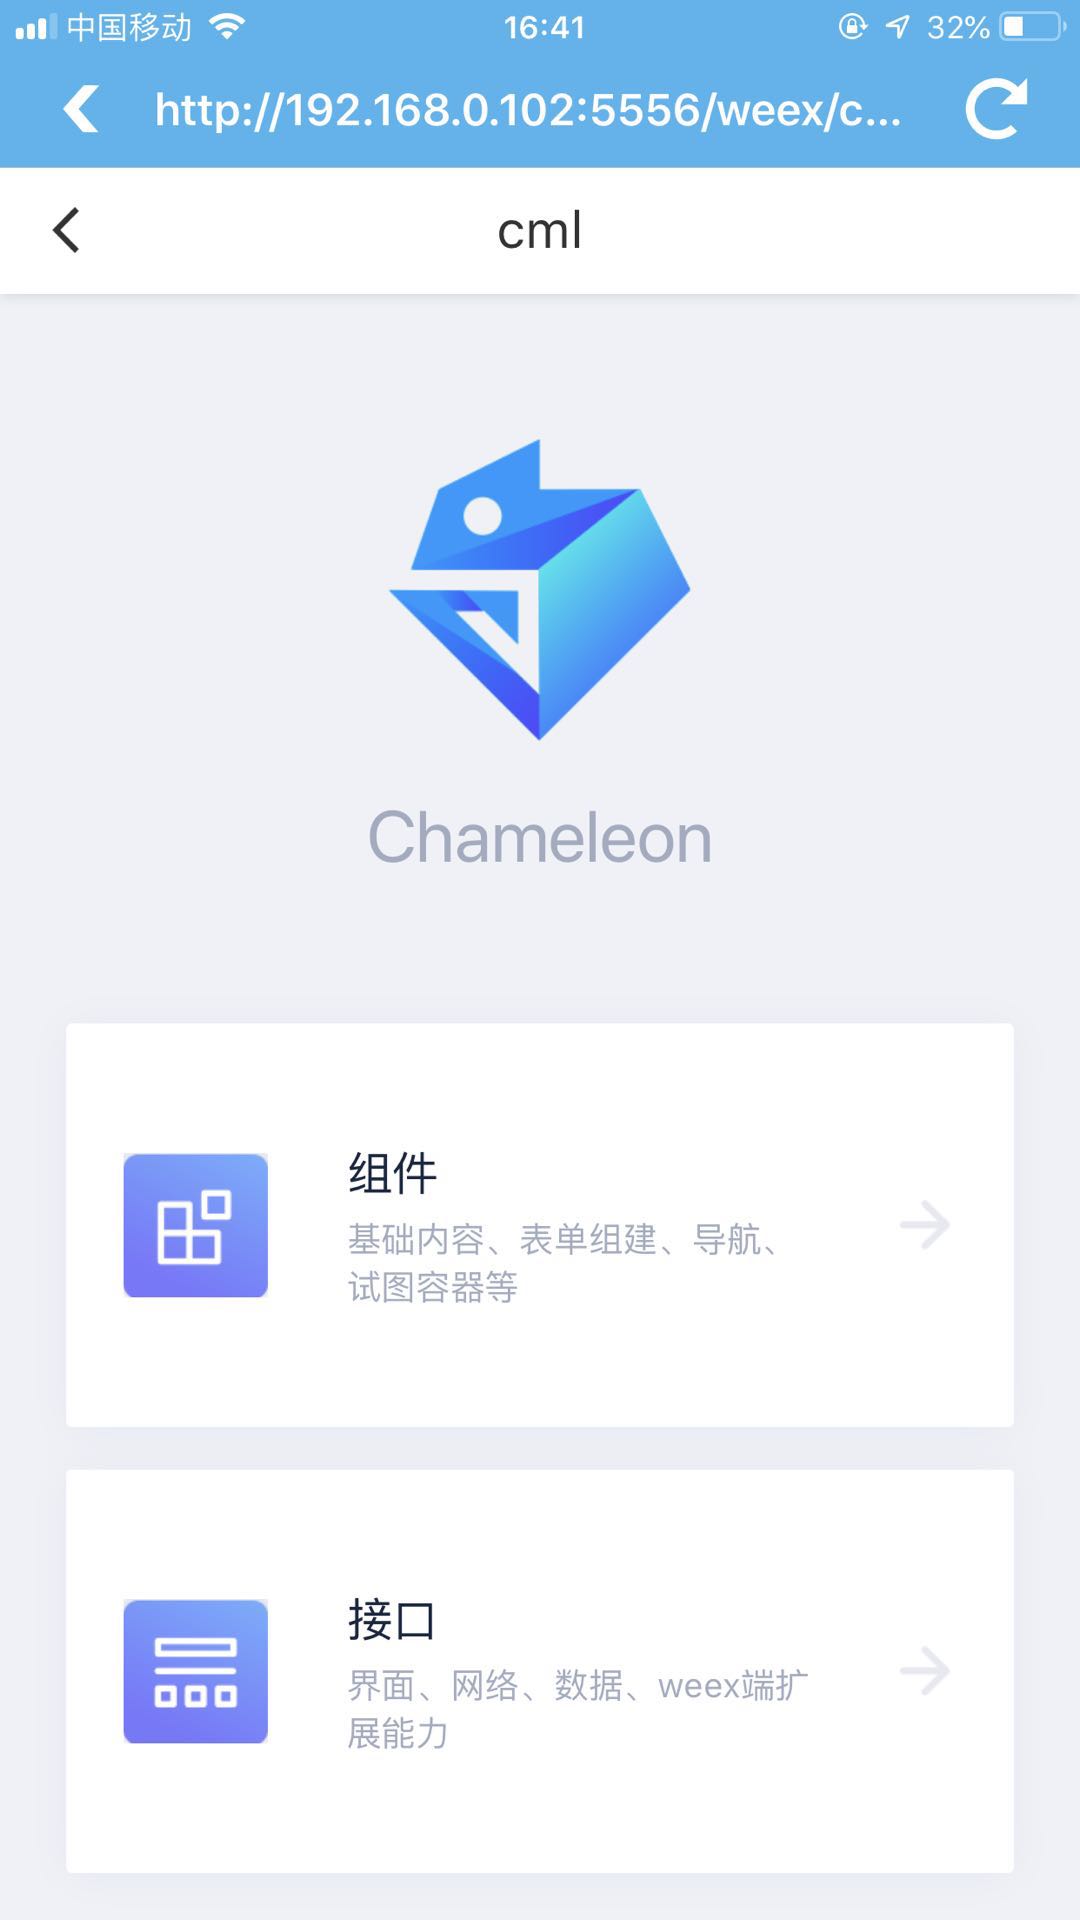 中国移动 16:41 32%
http://192.168.0.102:5556/weex/c...
cml
Chameleon
组件
基础内容、表单组建、导航、
试图容器等
接口
界面、网络、数据、weex端扩
展能力